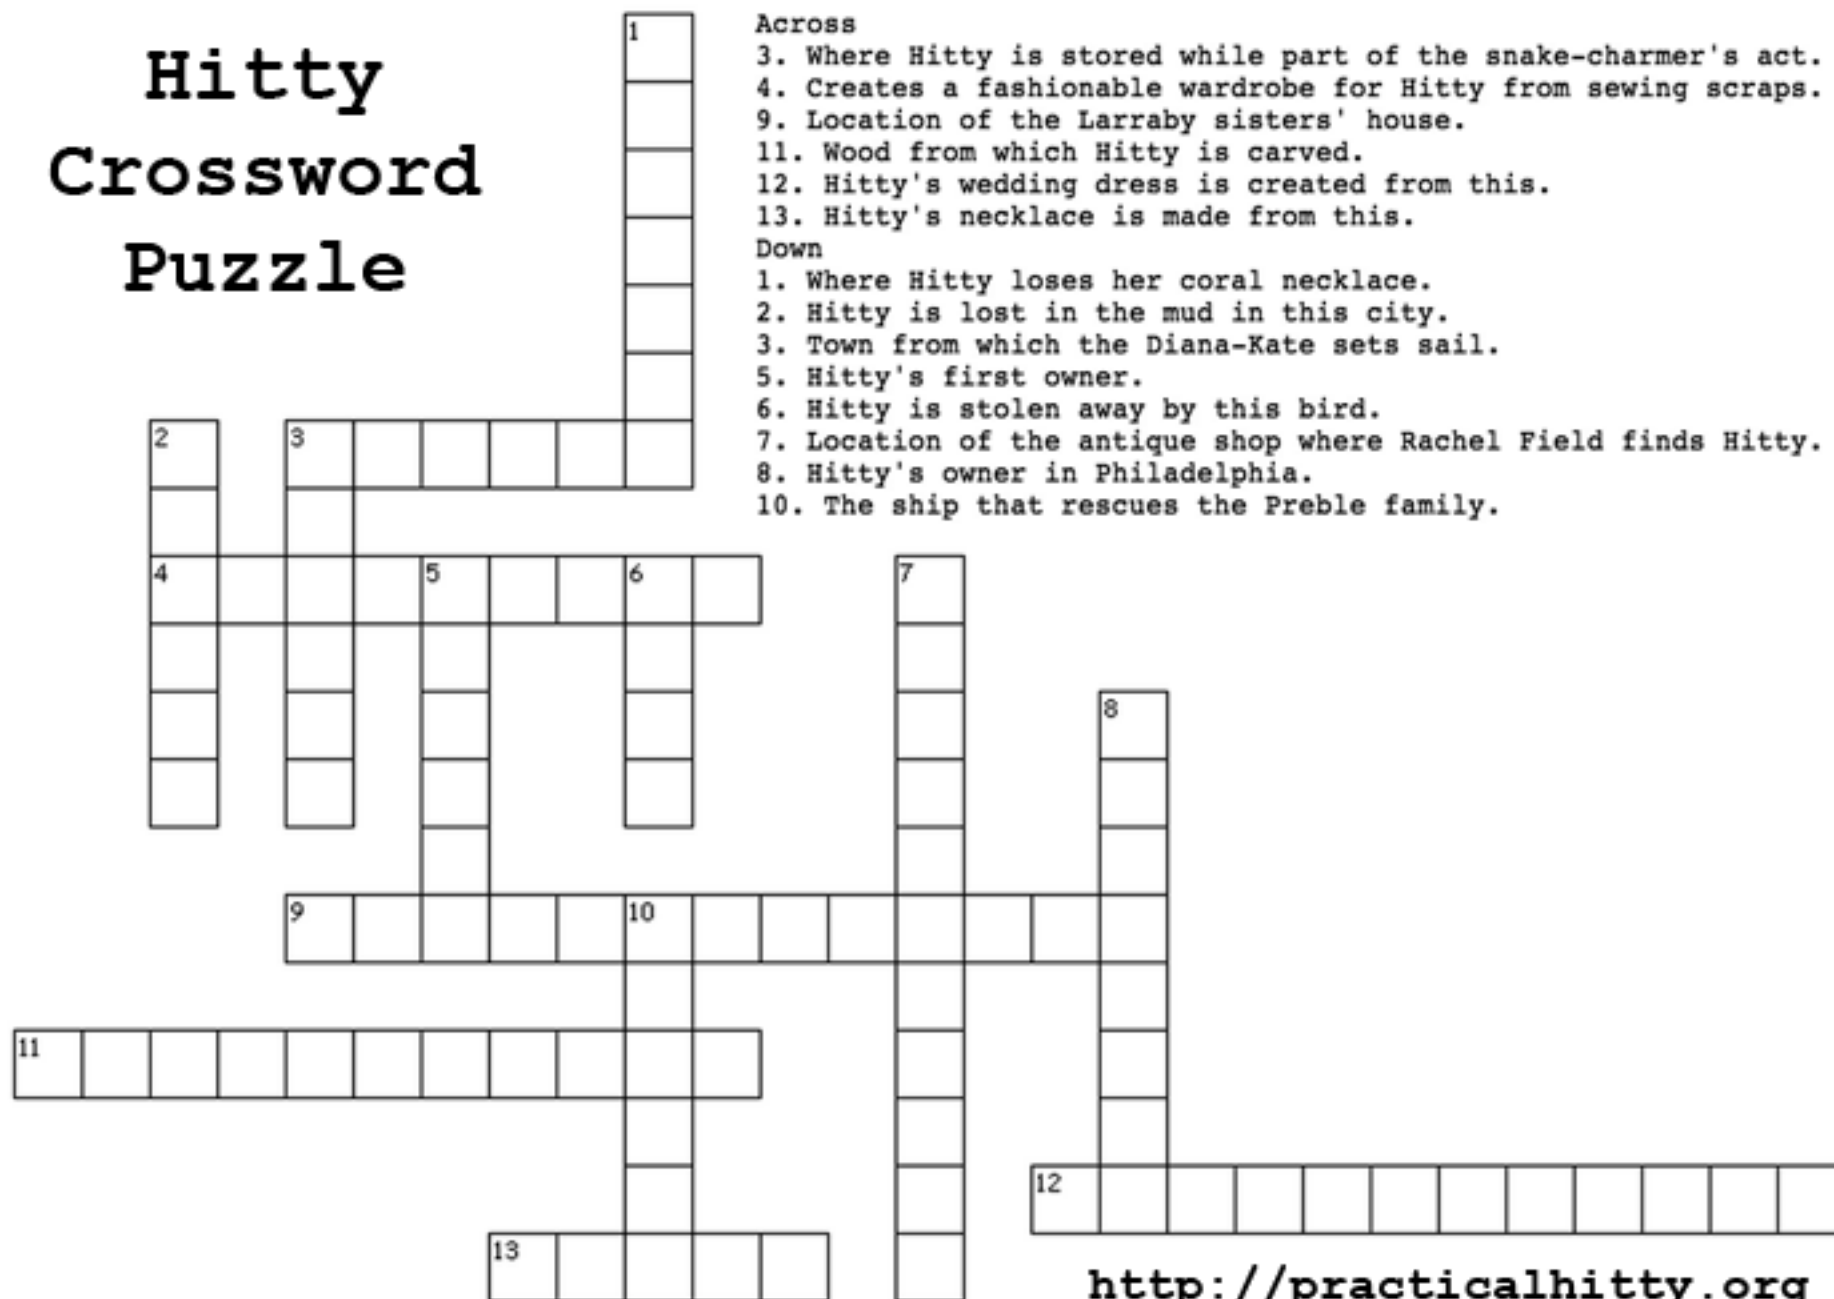 Hitty
Crossword
Puzzle
Across
3. Where Hitty is stored while part of the snake-charmer's act.
4. Creates a fashionable wardrobe for Hitty from sewing scraps.
9. Location of the Larraby sisters' house.
11. Wood from which Hitty is carved.
12. Hitty's wedding dress is created from this.
13. Hitty's necklace is made from this.
Down
1. Where Hitty loses her coral necklace.
2. Hitty is lost in the mud in this city.
3. Town from which the Diana-Kate sets sail.
5. Hitty's first owner.
6. Hitty is stolen away by this bird.
7. Location of the antique shop where Rachel Field finds Hitty.
8. Hitty's owner in Philadelphia.
10. The ship that rescues the Preble family.
1
2 3
4 5 6 7
8
9 10
11
12
13
http://practicalhitty.org